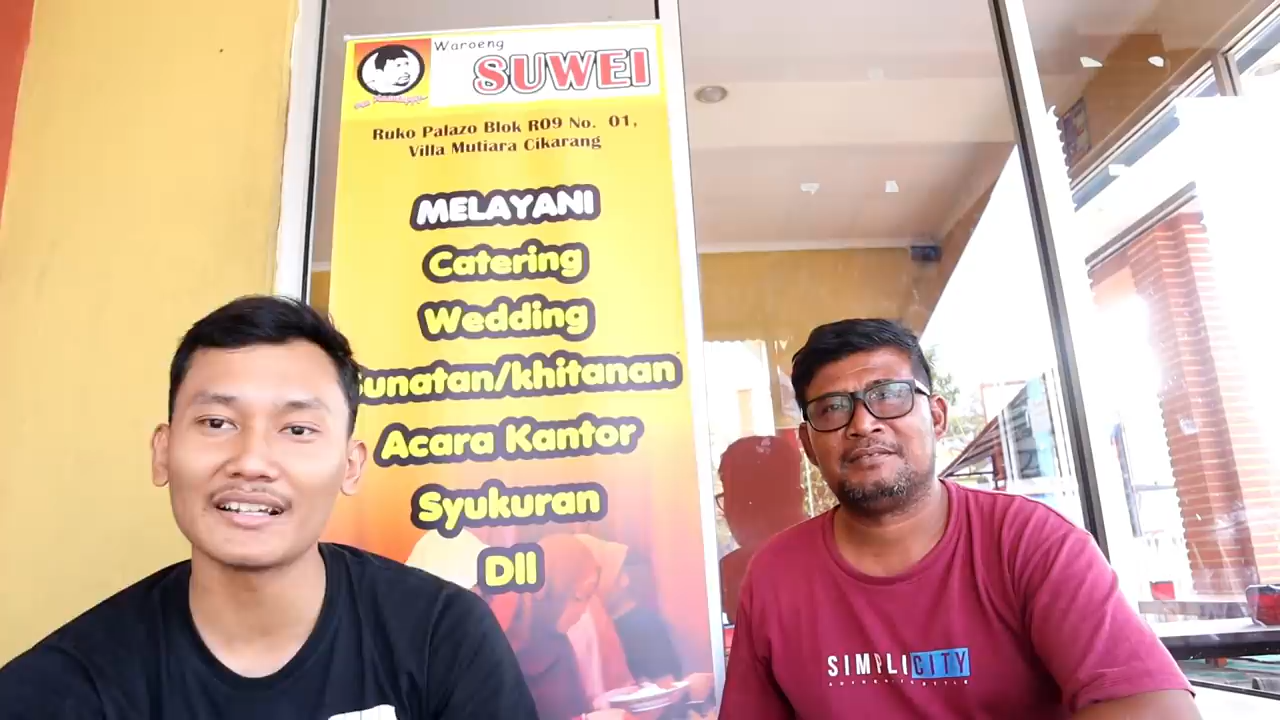 Waroeng
SUWEI
Ruko Palazo Blok R09 No. 01,
Villa Mutiara Cikarang
MELAYANI
Catering
Wedding
unatan/khitanan
Acara Kantor
Syukuran
Dll
SIMPLICITY